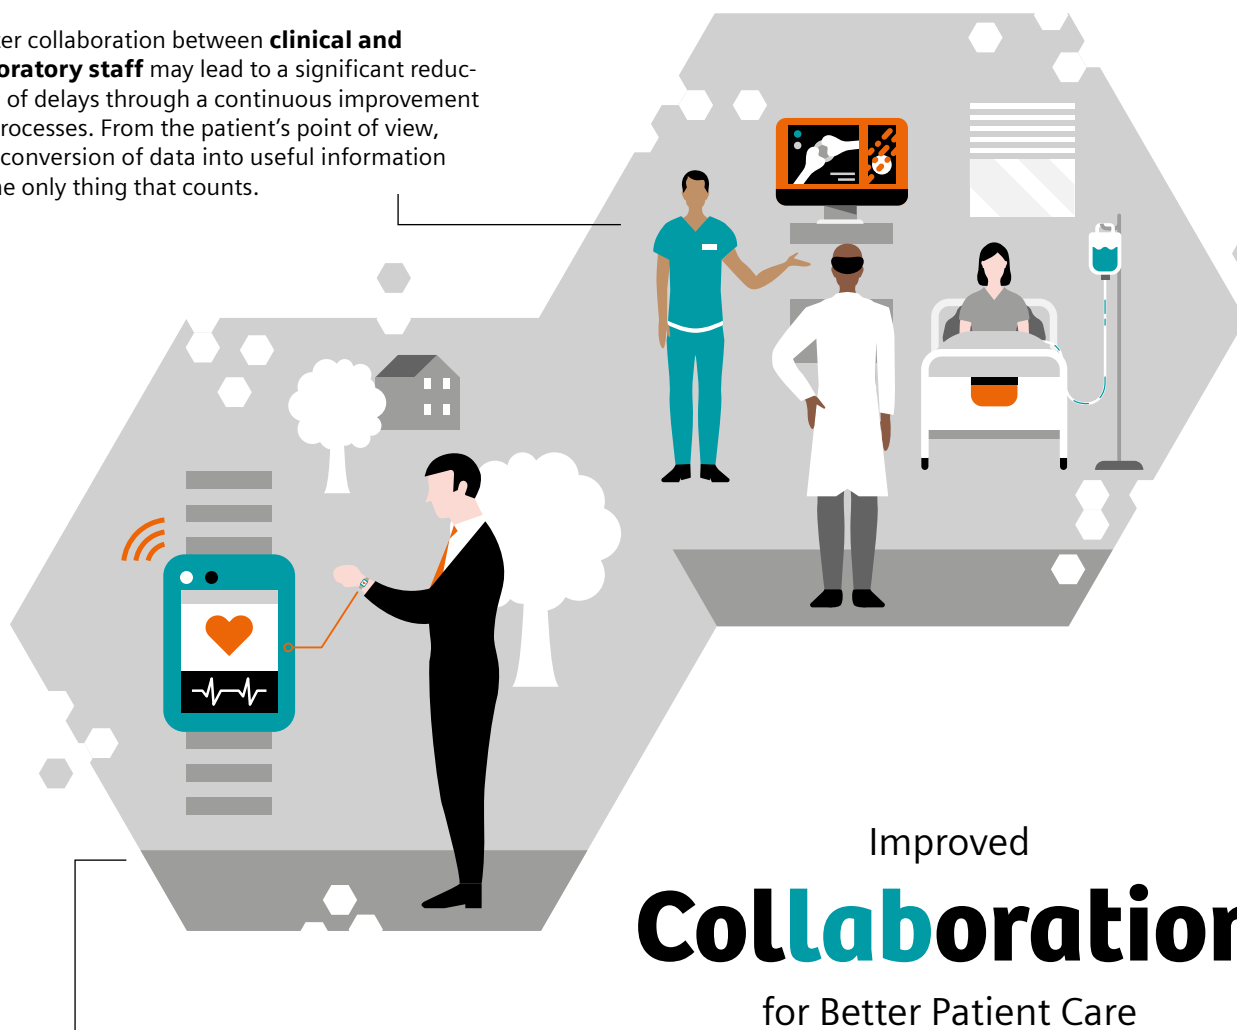 ter collaboration between clinical and
oratory staff may lead to a significant reduc-
of delays through a continuous improvement
rocesses. From the patient’s point of view,
conversion of data into useful information
ne only thing that counts.
Improved
Collaboration
for Better Patient Care